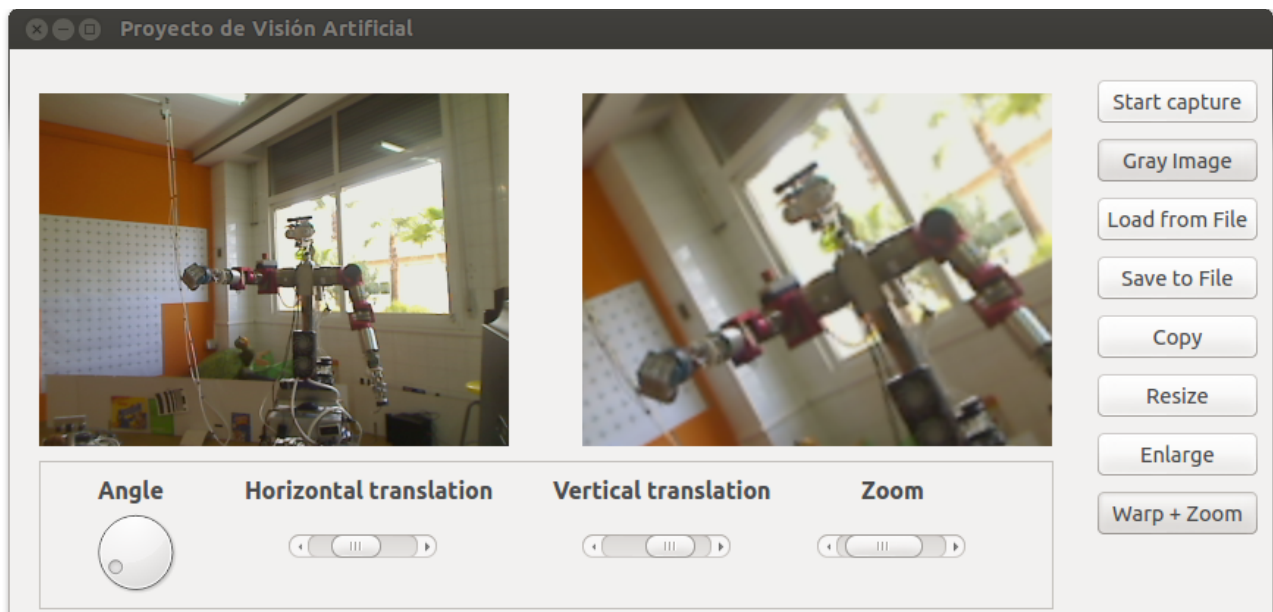 Proyecto de Visión Artificial
Start capture
Gray Image
Load from File
Save to File
Copy
Resize
Enlarge
Warp + Zoom
Angle Horizontal translation Vertical translation Zoom